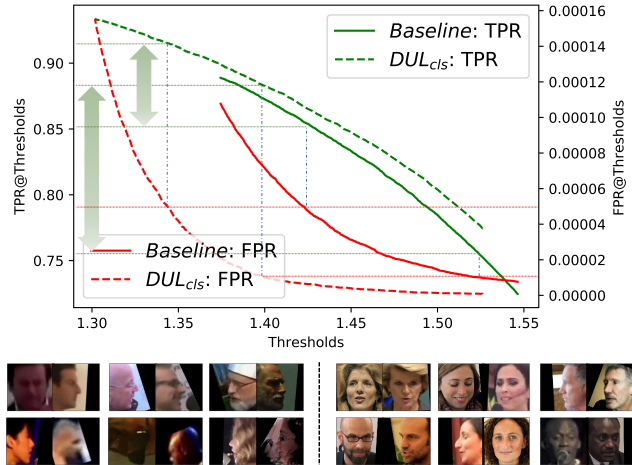 Baseline: TPR
DULcls: TPR
Baseline: FPR
DULcls: FPR
TPR@Thresholds
0.90
0.85
0.80
0.75
FPR@Thresholds
0.00016
0.00014
0.00012
0.00010
0.00008
0.00006
0.00004
0.00002
0.00000
1.30
1.35
1.40
1.45
1.50
1.55
Thresholds